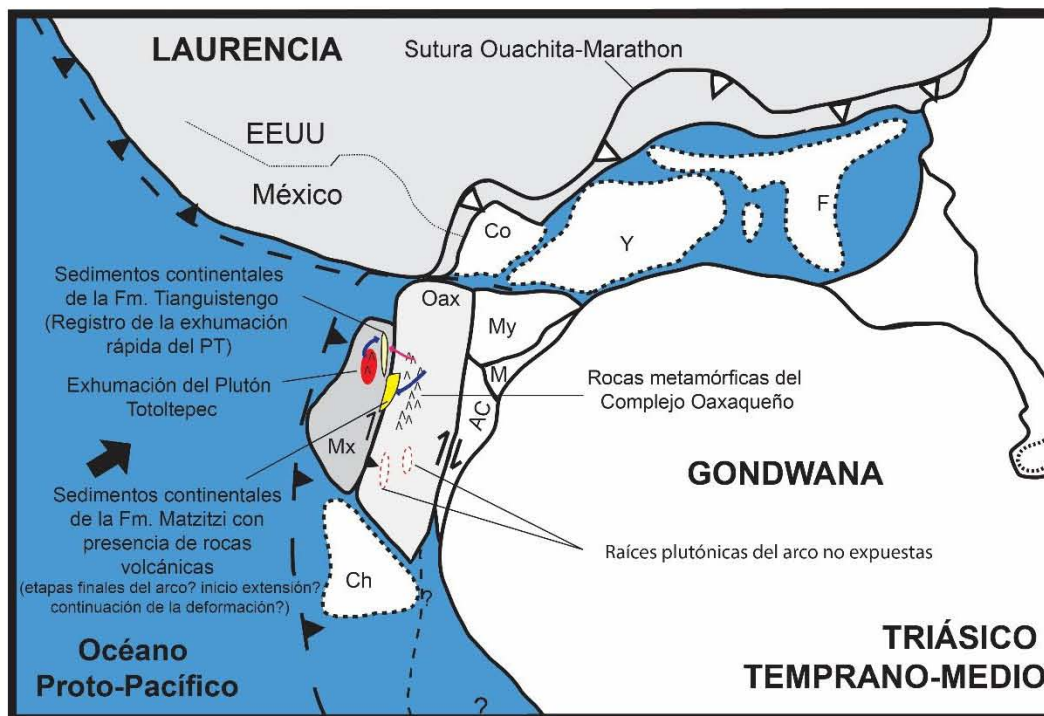 LAURENCIA
Sutura Ouachita-Marathon
EEUU
México
Co
Y
F
Sedimentos continentales
de la Fm. Tianguistengo
(Registro de la exhumación
rápida del PT)
Oax
My
M
AC
Exhumación del Plutón
Totoltepec
Rocas metamórficas del
Complejo Oaxaqueño
Mx
GONDWANA
Sedimentos continentales
de la Fm. Matzitzi con
presencia de rocas
volcánicas
(etapas finales del arco? inicio extensión?
continuación de la deformación?)
Raíces plutónicas del arco no expuestas
Ch
?
Océano
Proto-Pacífico
?
TRIÁSICO
TEMPRANO-MEDIO